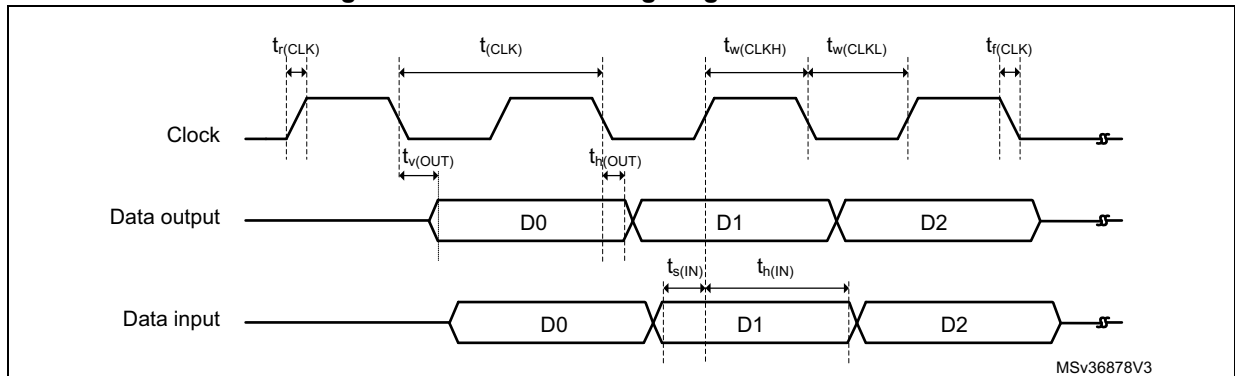 t_r(CLK) t_(CLK) t_w(CLKH) t_w(CLKL) t_f(CLK)
Clock
t_v(OUT) t_h(OUT)
Data output D0 D1 D2
t_s(IN) t_h(IN)
Data input D0 D1 D2
MSv36878V3